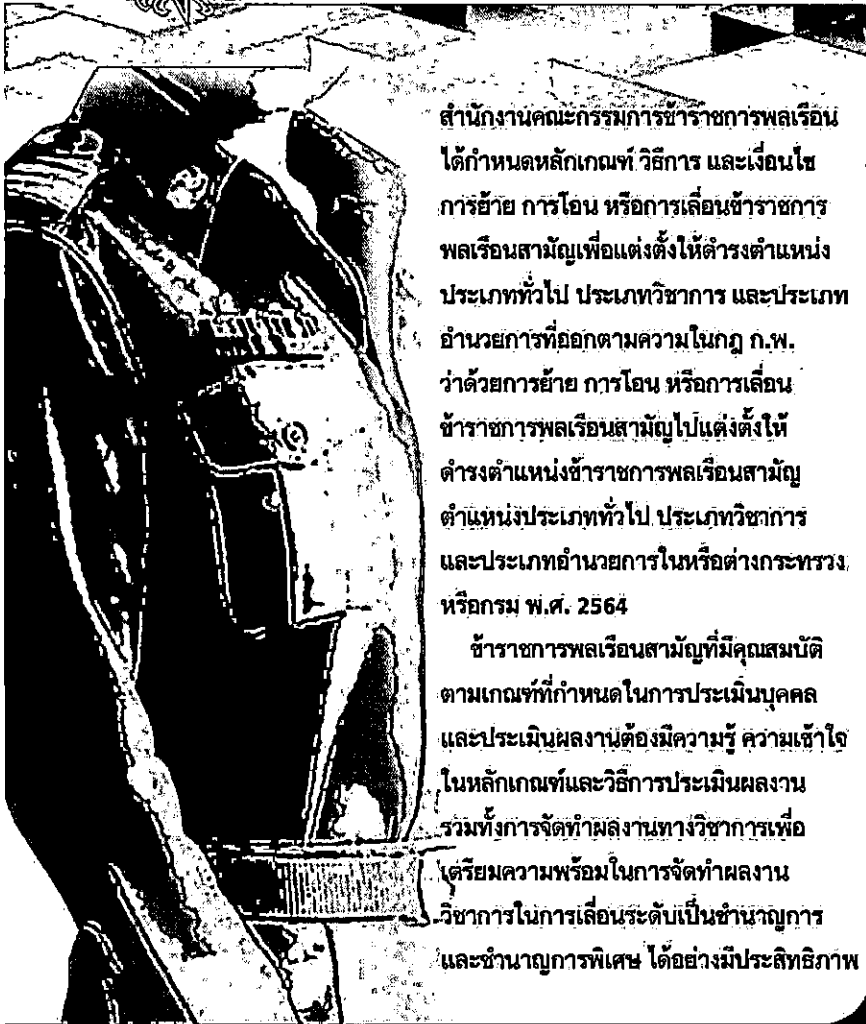 สำนักงานคณะกรรมการข้าราชการพลเรือน
ได้กำหนดหลักเกณฑ์ วิธีการ และเงื่อนไข
การย้าย การโอน หรือการเลื่อนข้าราชการ
พลเรือนสามัญเพื่อแต่งตั้งให้ดำรงตำแหน่ง
ประเภททั่วไป ประเภทวิชาการ และประเภท
อำนวยการที่ออกตามความในกฎ ก.พ.
ว่าด้วยการย้าย การโอน หรือการเลื่อน
ข้าราชการพลเรือนสามัญไปแต่งตั้งให้
ดำรงตำแหน่งข้าราชการพลเรือนสามัญ
ตำแหน่งประเภททั่วไป ประเภทวิชาการ
และประเภทอำนวยการในหรือต่างกระทรวง
หรือกรม พ.ศ. 2564
ข้าราชการพลเรือนสามัญที่มีคุณสมบัติ
ตามเกณฑ์ที่กำหนดในการประเมินบุคคล
และประเมินผลงานต้องมีความรู้ ความเข้าใจ
ในหลักเกณฑ์และวิธีการประเมินผลงาน
รวมทั้งการจัดทำผลงานทางวิชาการเพื่อ
เตรียมความพร้อมในการจัดทำผลงาน
วิชาการในการเลื่อนระดับเป็นชำนาญการ
และชำนาญการพิเศษ ได้อย่างมีประสิทธิภาพ